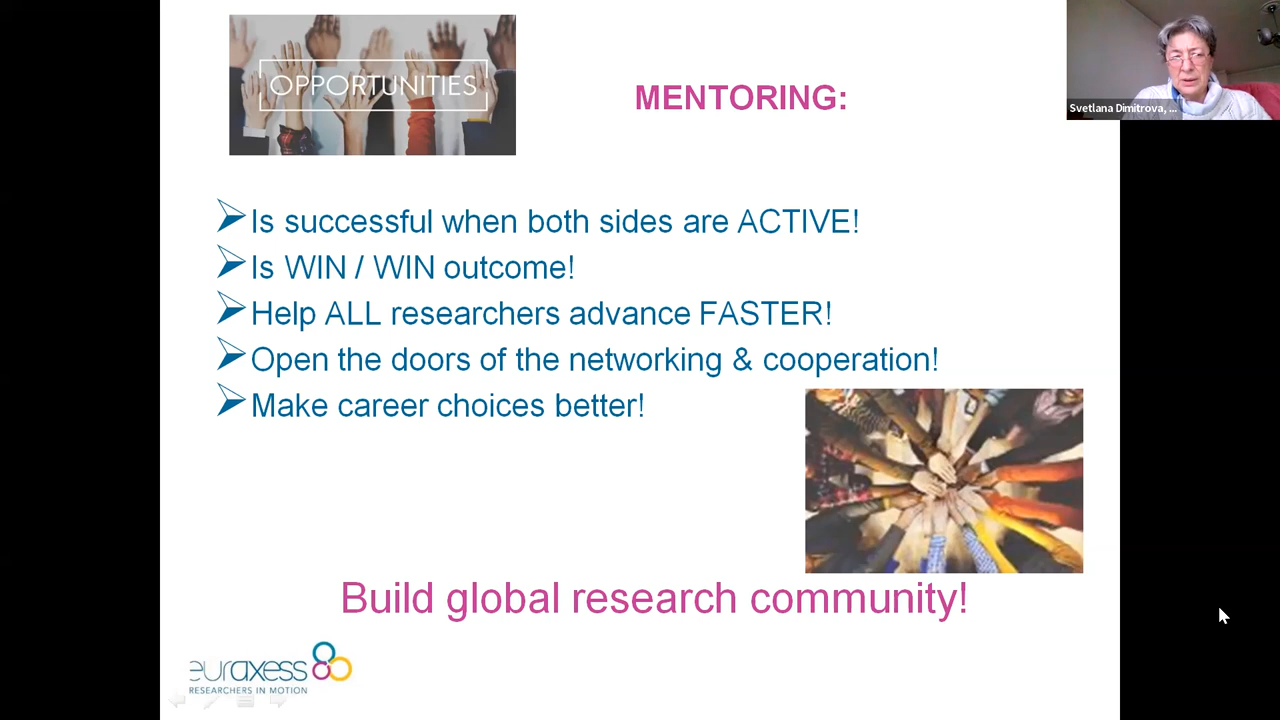 OPPORTUNITIES
MENTORING:
Svetlana Dimitrova, ...
Is successful when both sides are ACTIVE!
Is WIN / WIN outcome!
Help ALL researchers advance FASTER!
Open the doors of the networking & cooperation!
Make career choices better!
Build global research community!
euraxess
RESEARCHERS IN MOTION